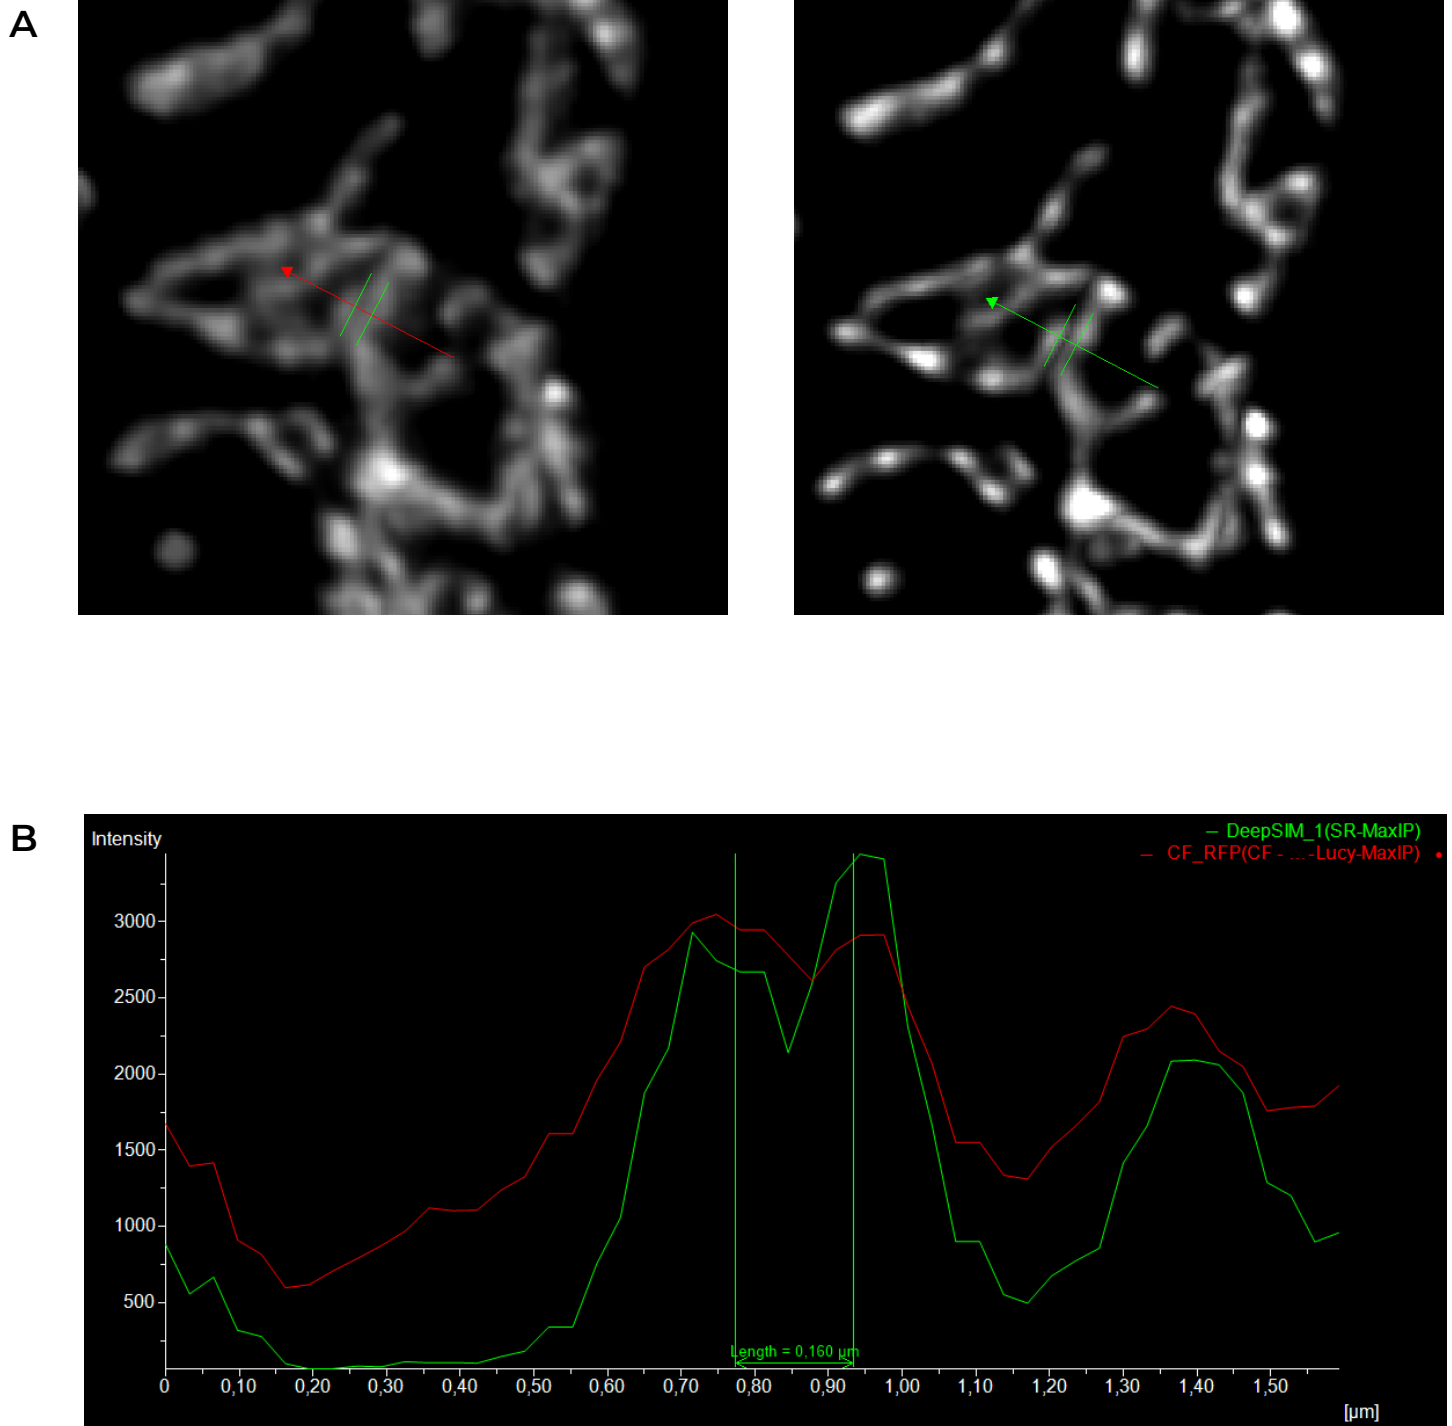 A
B
Intensity
— DeepSIM_1(SR-MaxIP)
— CF_RFP(CF - -Lucy-MaxIP)
3000
2500
2000
1500
1000
500
Length = 0,160 µm
0 0,10 0,20 0,30 0,40 0,50 0,60 0,70 0,80 0,90 1,00 1,10 1,20 1,30 1,40 1,50
[µm]